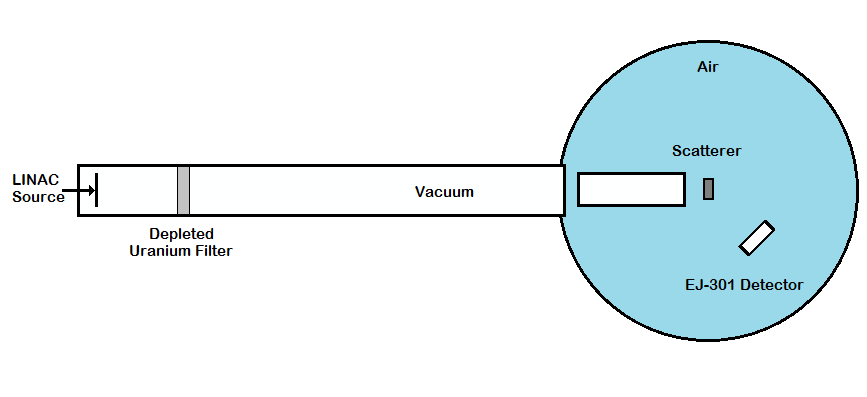 Air
Scatterer
LINAC
Source
Vacuum
Depleted
Uranium Filter
EJ-301 Detector